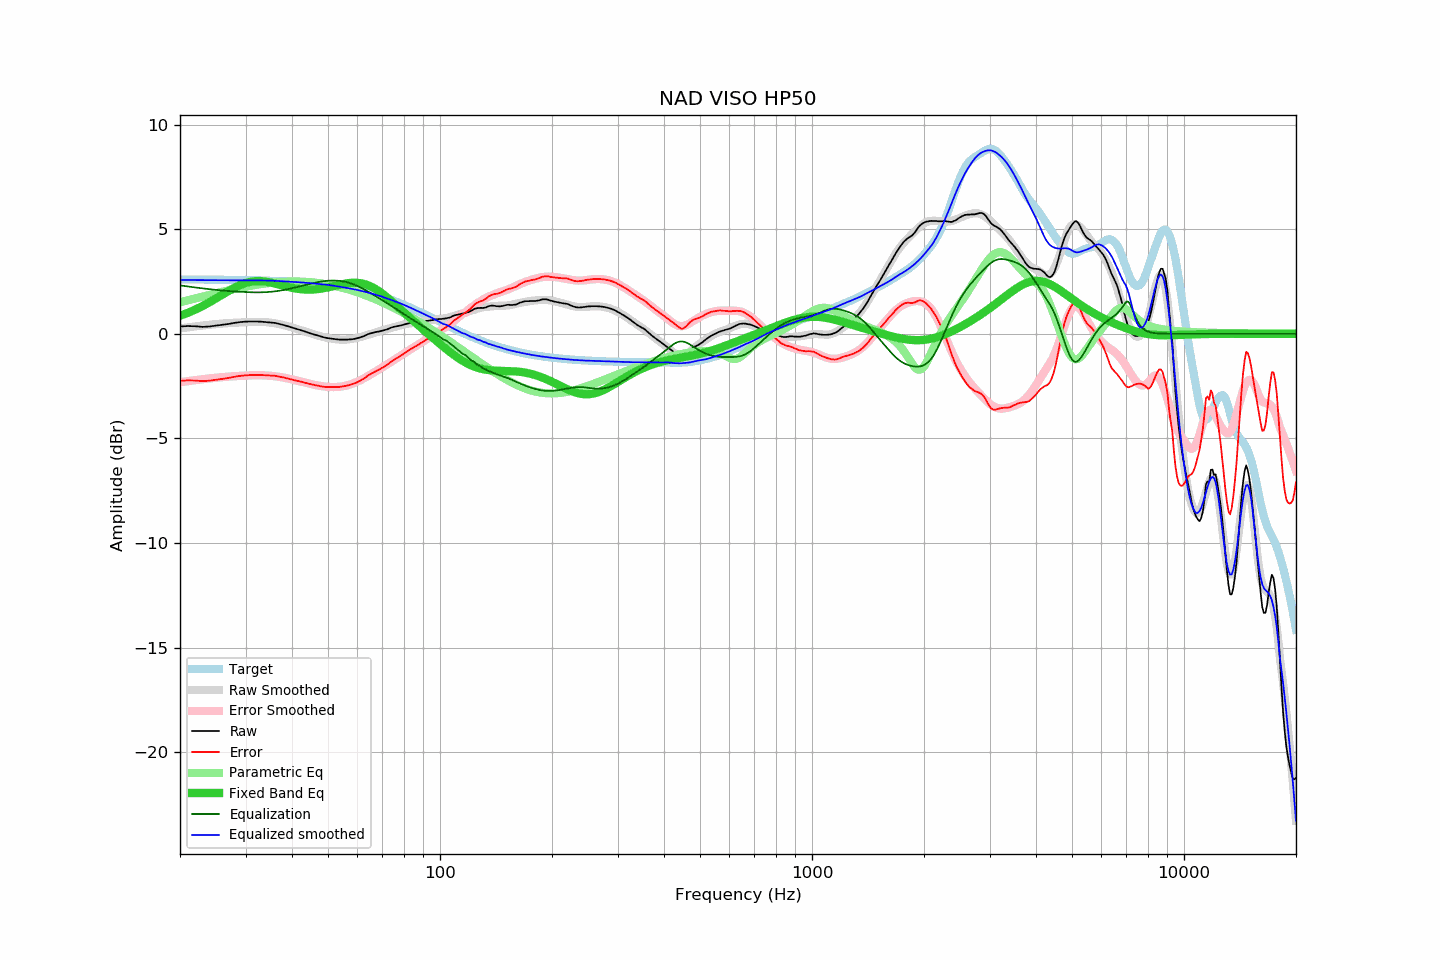 NAD VISO HP50
10
5
0
−5
−10
−15
−20
Amplitude (dBr)
Target
Raw Smoothed
Error Smoothed
Raw
Error
Parametric Eq
Fixed Band Eq
Equalization
Equalized smoothed
100
1000
10000
Frequency (Hz)